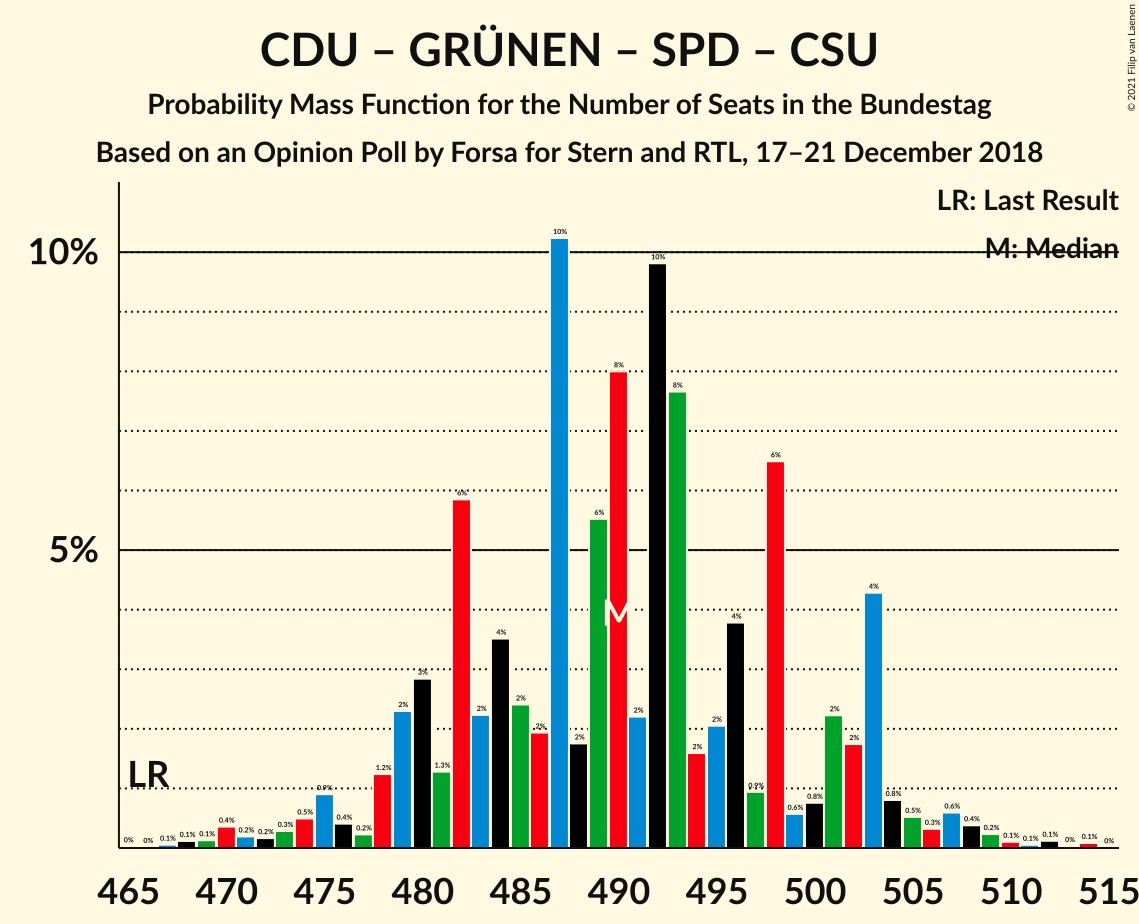 © 2021 Filip van Laenen
CDU – GRÜNEN – SPD – CSU
Probability Mass Function for the Number of Seats in the Bundestag
Based on an Opinion Poll by Forsa for Stern and RTL, 17–21 December 2018
LR: Last Result
M: Median
10%
5%
LR
M
0% 0% 0.1% 0.1% 0.1% 0.4% 0.2% 0.2% 0.3% 0.5% 0.9% 0.4% 0.2% 1.2% 2% 3% 1.3% 6% 2% 4% 2% 2% 10% 2% 6% 8% 2% 10% 8% 2% 2% 4% 0.9% 6% 0.6% 0.8% 2% 2% 4% 0.8% 0.5% 0.3% 0.6% 0.4% 0.2% 0.1% 0.1% 0.1% 0% 0.1% 0%
465 470 475 480 485 490 495 500 505 510 515